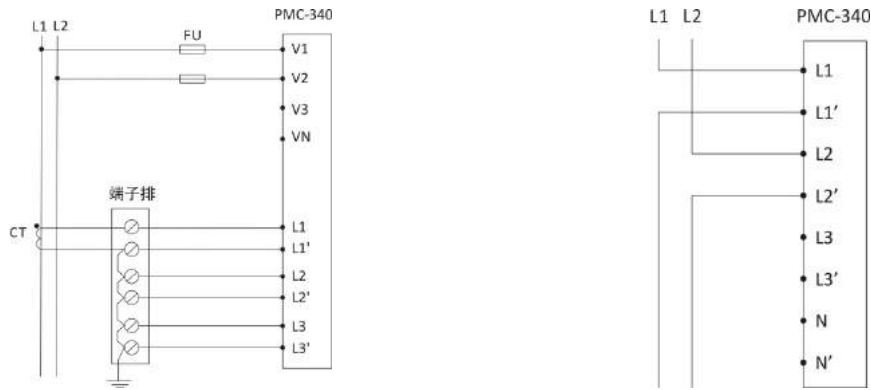 L1 L2
PMC-340
FU
V1
V2
V3
VN
端子排
CT
L1
L1'
L2
L2'
L3
L3'
L1 L2
PMC-340
L1
L1′
L2
L2′
L3
L3′
N
N′